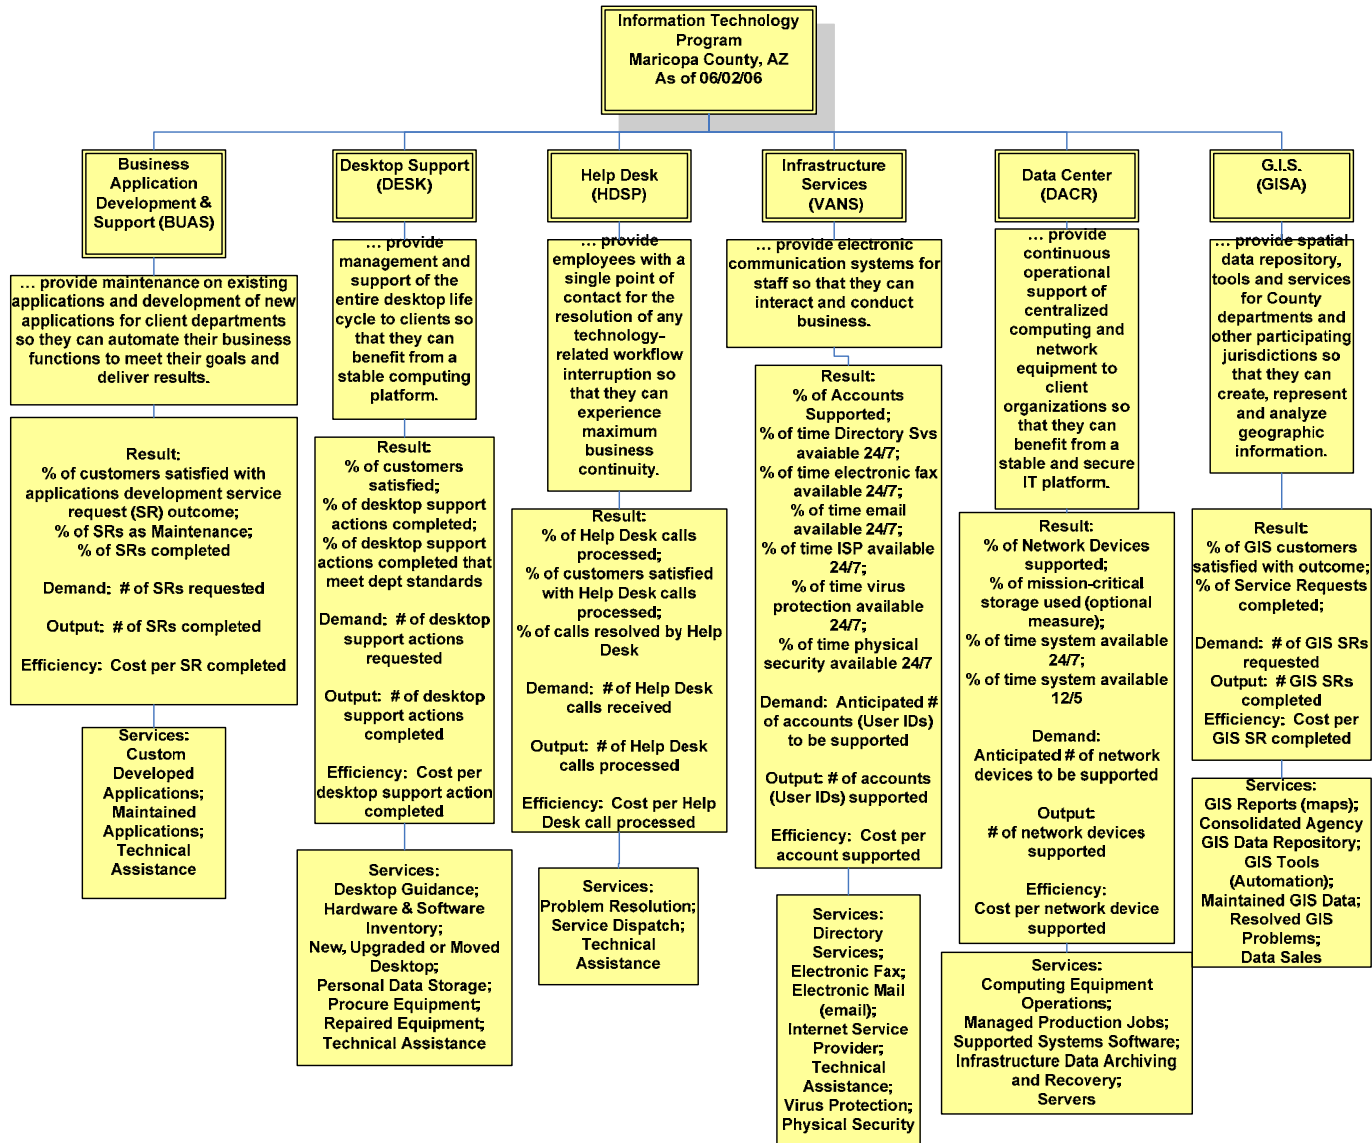 Information Technology
Program
Maricopa County, AZ
As of 06/02/06
Business
Application
Development &
Support (BUAS)
… provide maintenance on existing
applications and development of new
applications for client departments
so they can automate their business
functions to meet their goals and
deliver results.
Result:
% of customers satisfied with
applications development service
request (SR) outcome;
% of SRs as Maintenance;
% of SRs completed
Demand: # of SRs requested
Output: # of SRs completed
Efficiency: Cost per SR completed
Services:
Custom
Developed
Applications;
Maintained
Applications;
Technical
Assistance
Desktop Support
(DESK)
… provide
management and
support of the
entire desktop life
cycle to clients so
that they can
benefit from a
stable computing
platform.
Result:
% of customers
satisfied;
% of desktop support
actions completed;
% of desktop support
actions completed that
meet dept standards
Demand: # of desktop
support actions
requested
Output: # of desktop
support actions
completed
Efficiency: Cost per
desktop support action
completed
Services:
Desktop Guidance;
Hardware & Software
Inventory;
New, Upgraded or Moved
Desktop;
Personal Data Storage;
Procure Equipment;
Repaired Equipment;
Technical Assistance
Help Desk
(HDSP)
… provide
employees with a
single point of
contact for the
resolution of any
technology-
related workflow
interruption so
that they can
experience
maximum
business
continuity.
Result:
% of Help Desk calls
processed;
% of customers satisfied
with Help Desk calls
processed;
% of calls resolved by Help
Desk
Demand: # of Help Desk
calls received
Output: # of Help Desk
calls processed
Efficiency: Cost per Help
Desk call processed
Services:
Problem Resolution;
Service Dispatch;
Technical
Assistance
Infrastructure
Services
(VANS)
… provide electronic
communication systems for
staff so that they can
interact and conduct
business.
Result:
% of Accounts
Supported;
% of time Directory Svs
avaiable 24/7;
% of time electronic fax
available 24/7;
% of time email
available 24/7;
% of time ISP available
24/7;
% of time virus
protection available
24/7;
% of time physical
security available 24/7
Demand: Anticipated #
of accounts (User IDs)
to be supported
Output: # of accounts
(User IDs) supported
Efficiency: Cost per
account supported
Services:
Directory
Services;
Electronic Fax;
Electronic Mail
(email);
Internet Service
Provider;
Technical
Assistance;
Virus Protection;
Physical Security
Data Center
(DACR)
… provide
continuous
operational
support of
centralized
computing and
network
equipment to
client
organizations so
that they can
benefit from a
stable and secure
IT platform.
Result:
% of Network Devices
supported;
% of mission-critical
storage used (optional
measure);
% of time system available
24/7;
% of time system available
12/5
Demand:
Anticipated # of network
devices to be supported
Output:
# of network devices
supported
Efficiency:
Cost per network device
supported
Services:
Computing Equipment
Operations;
Managed Production Jobs;
Supported Systems Software;
Infrastructure Data Archiving
and Recovery;
Servers
G.I.S.
(GISA)
… provide spatial
data repository,
tools and services
for County
departments and
other participating
jurisdictions so
that they can
create, represent
and analyze
geographic
information.
Result:
% of GIS customers
satisfied with outcome;
% of Service Requests
completed;
Demand: # of GIS SRs
requested
Output: # GIS SRs
completed
Efficiency: Cost per
GIS SR completed
Services:
GIS Reports (maps);
Consolidated Agency
GIS Data Repository;
GIS Tools
(Automation);
Maintained GIS Data;
Resolved GIS
Problems;
Data Sales